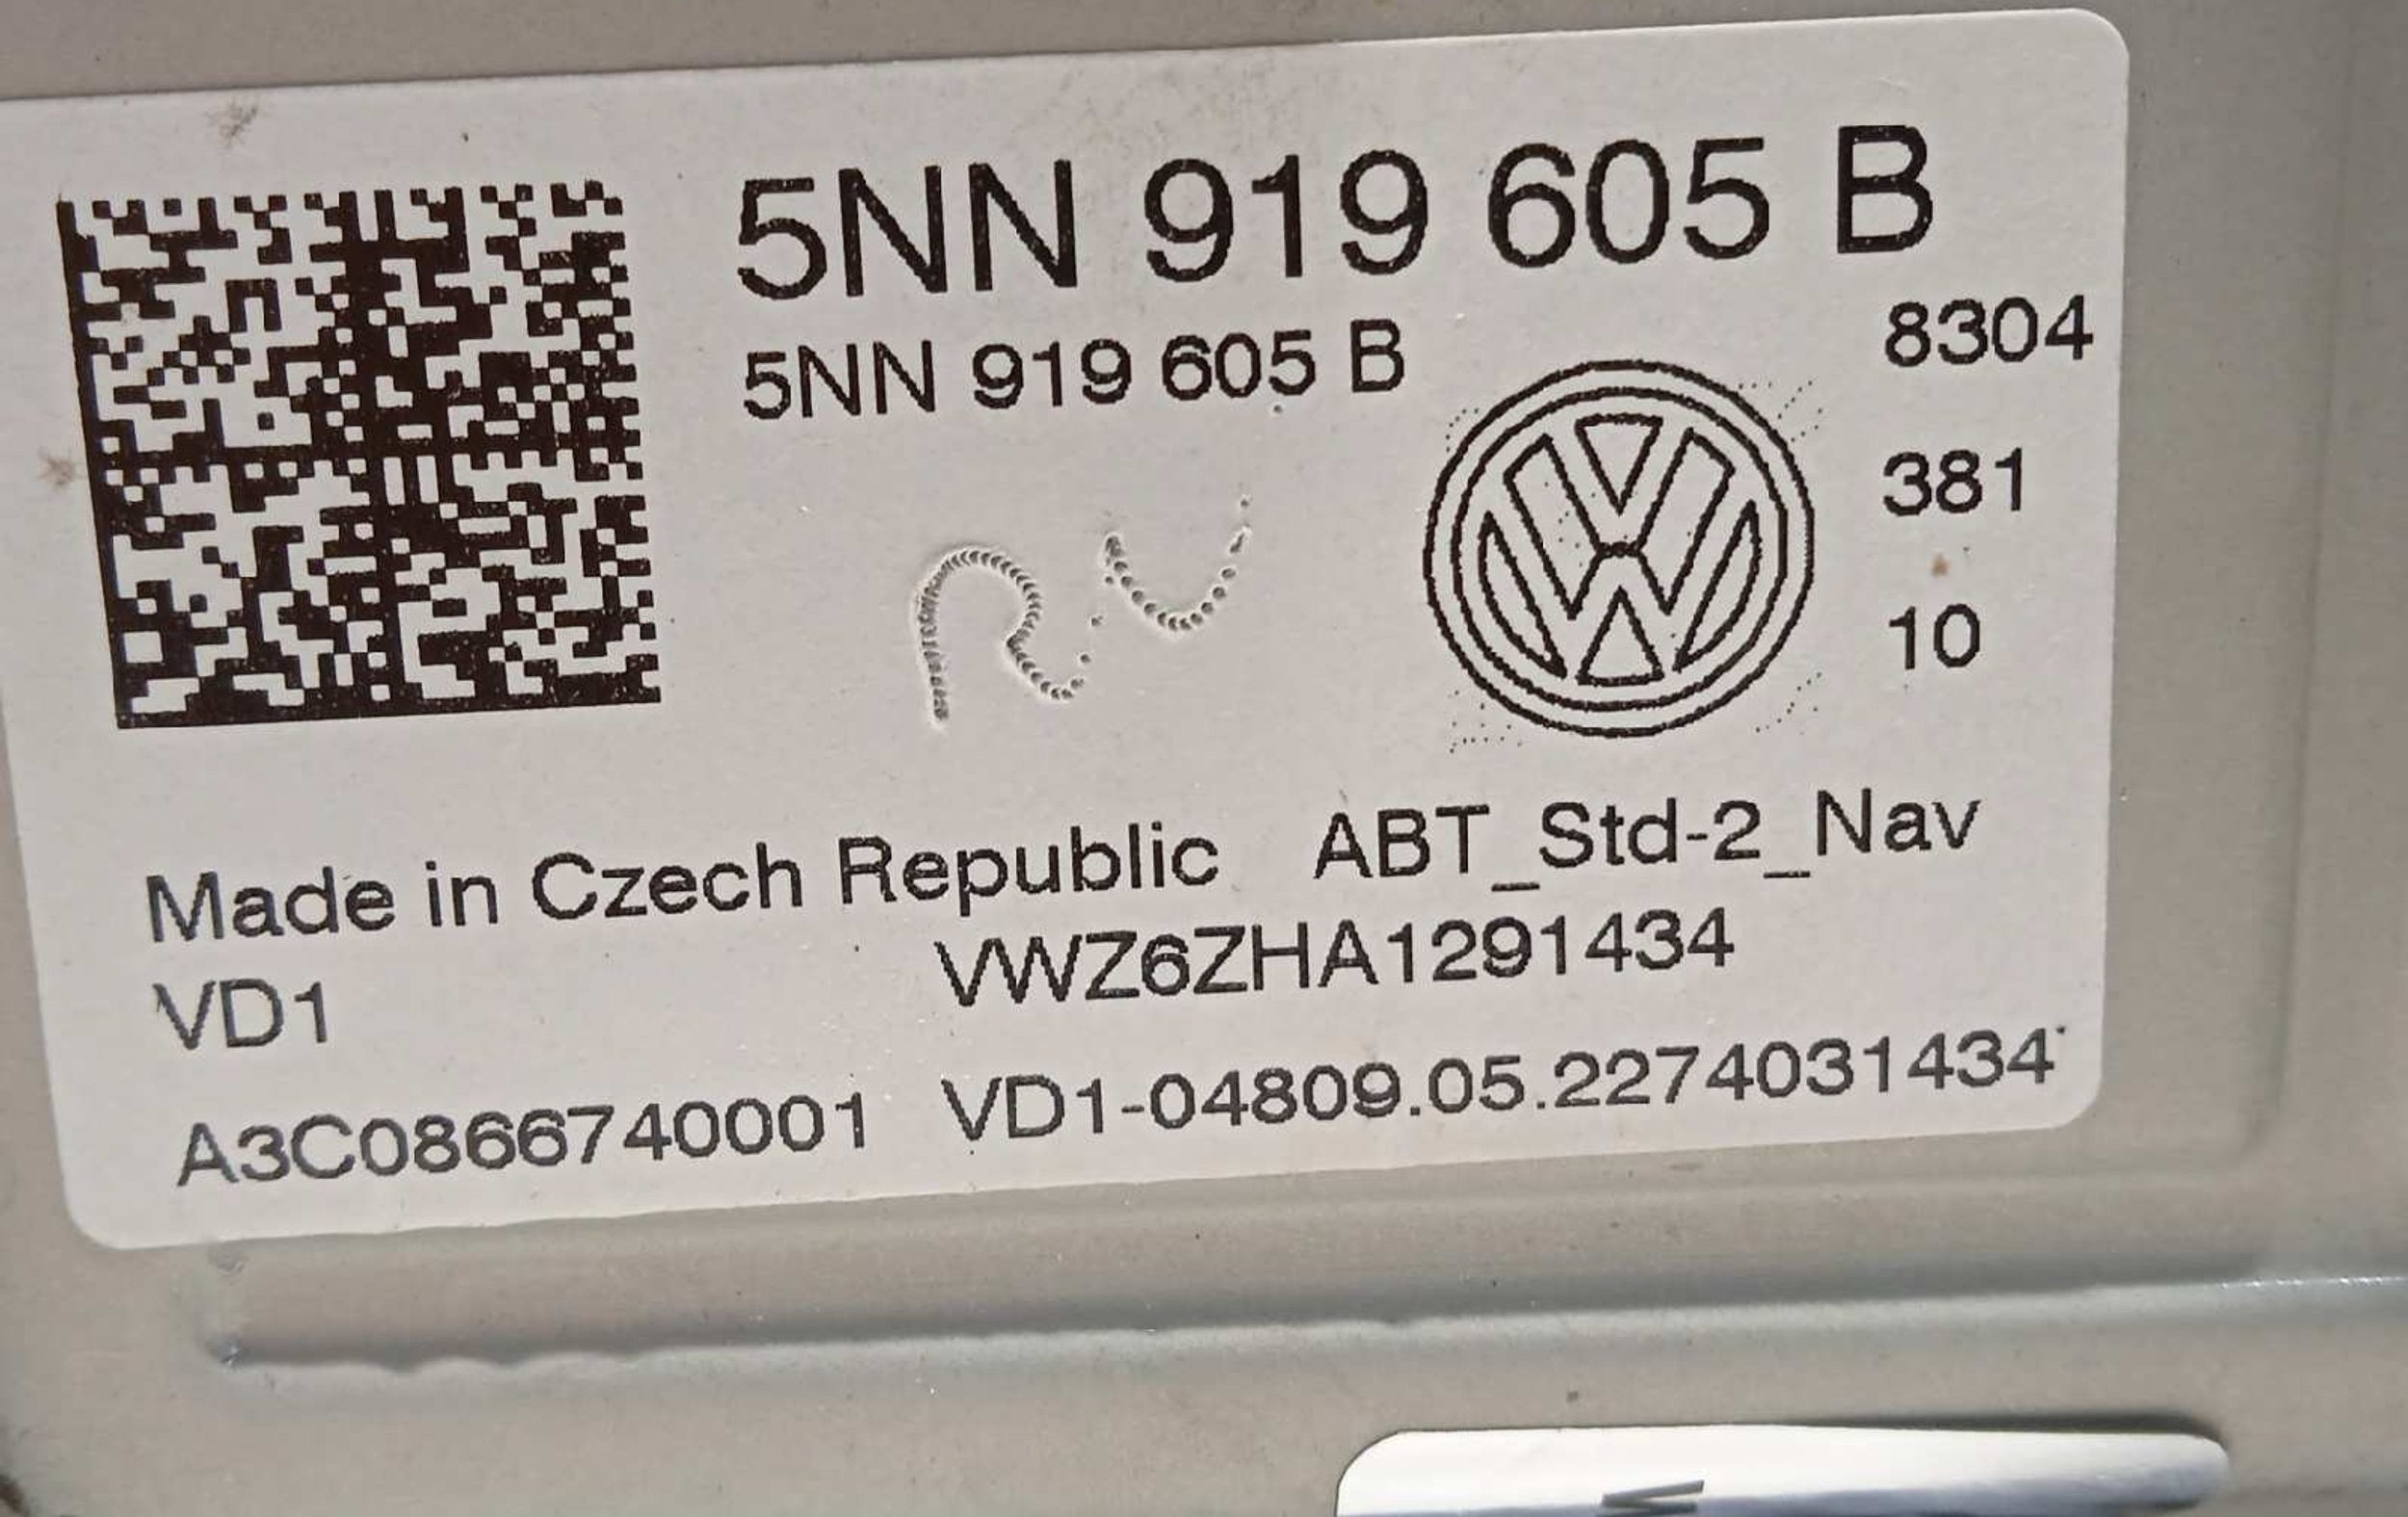 5NN 919 605 B
5NN 919 605 B
8304
381
10
Made in Czech Republic ABT_Std-2_Nav
VD1 VWZ6ZHA1291434
A3C0866740001 VD1-04809.05.2274031434